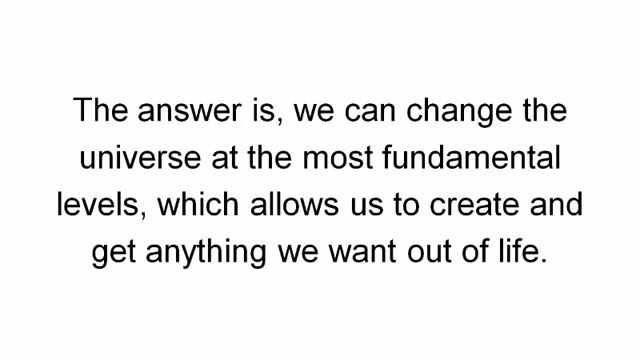 The answer is, we can change the
universe at the most fundamental
levels, which allows us to create and
get anything we want out of life.